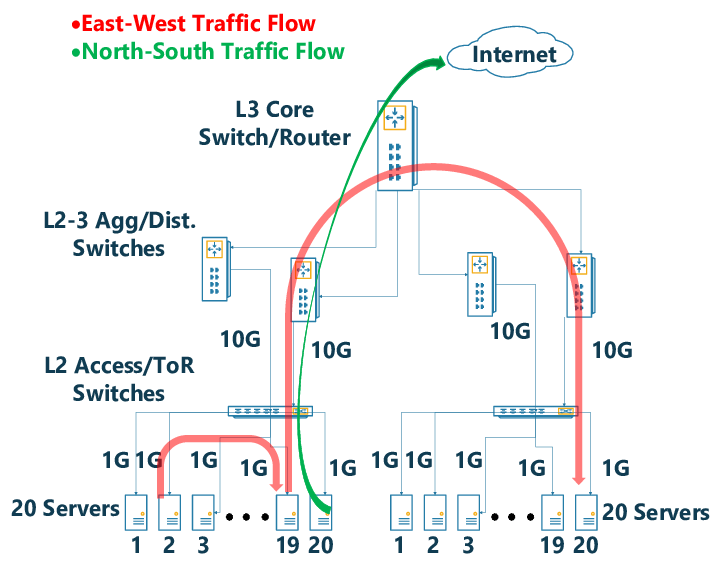 •East-West Traffic Flow
•North-South Traffic Flow
Internet
L3 Core
Switch/Router
L2-3 Agg/Dist.
Switches
10G
10G
10G
10G
L2 Access/ToR
Switches
1G 1G 1G 1G 1G
1G 1G 1G 1G 1G
20 Servers
20 Servers
1 2 3 19 20
1 2 3 19 20